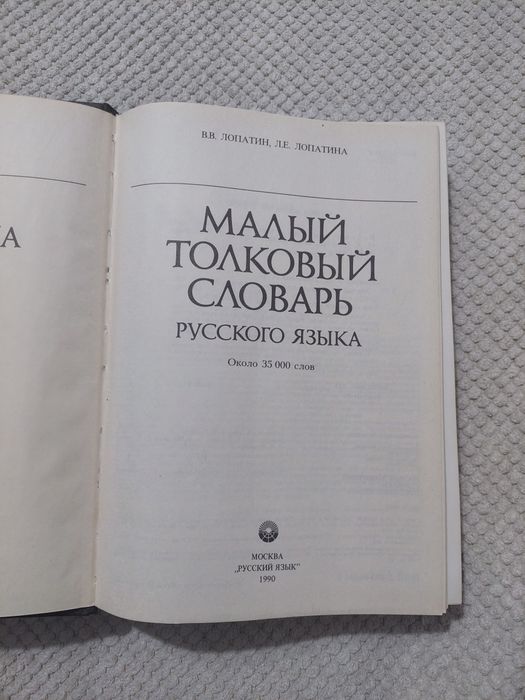 В.В. ЛОПАТИН, Л.Е. ЛОПАТИНА
МАЛЫЙ
ТОЛКОВЫЙ
СЛОВАРЬ
РУССКОГО ЯЗЫКА
Около 35 000 слов
МОСКВА
„РУССКИЙ ЯЗЫК"
1990